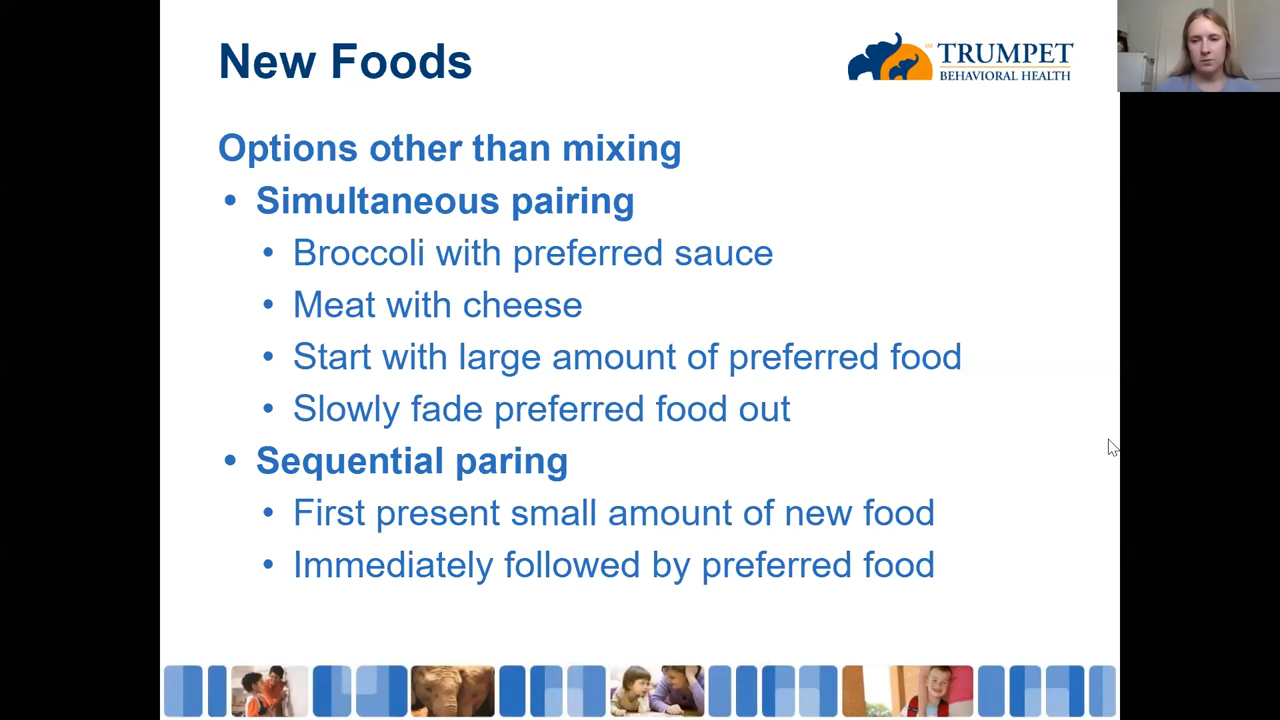 New Foods
TRUMPET
BEHAVIORAL HEALTH
Options other than mixing
• Simultaneous pairing
• Broccoli with preferred sauce
• Meat with cheese
• Start with large amount of preferred food
• Slowly fade preferred food out
• Sequential paring
• First present small amount of new food
• Immediately followed by preferred food